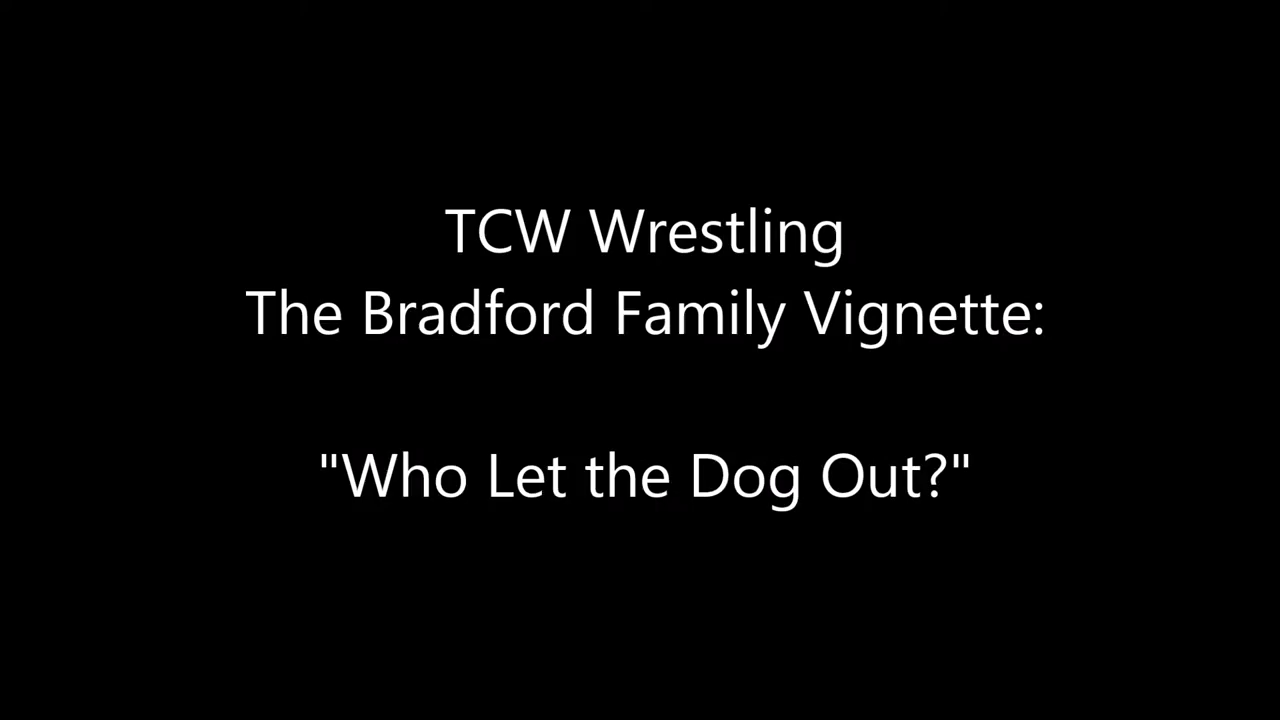 TCW Wrestling
The Bradford Family Vignette:
"Who Let the Dog Out?"